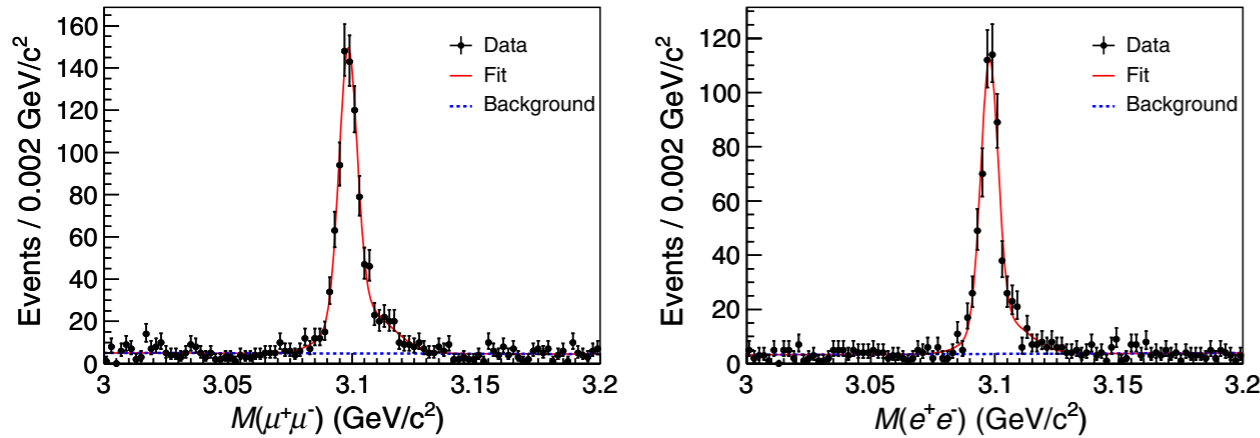 Events / 0.002 GeV/c²
160
140
120
100
80
60
40
20
0
Data
Fit
Background
3
3.05
3.1
3.15
3.2
M(μ⁺μ⁻) (GeV/c²)
Events / 0.002 GeV/c²
120
100
80
60
40
20
0
Data
Fit
Background
3
3.05
3.1
3.15
3.2
M(e⁺e⁻) (GeV/c²)